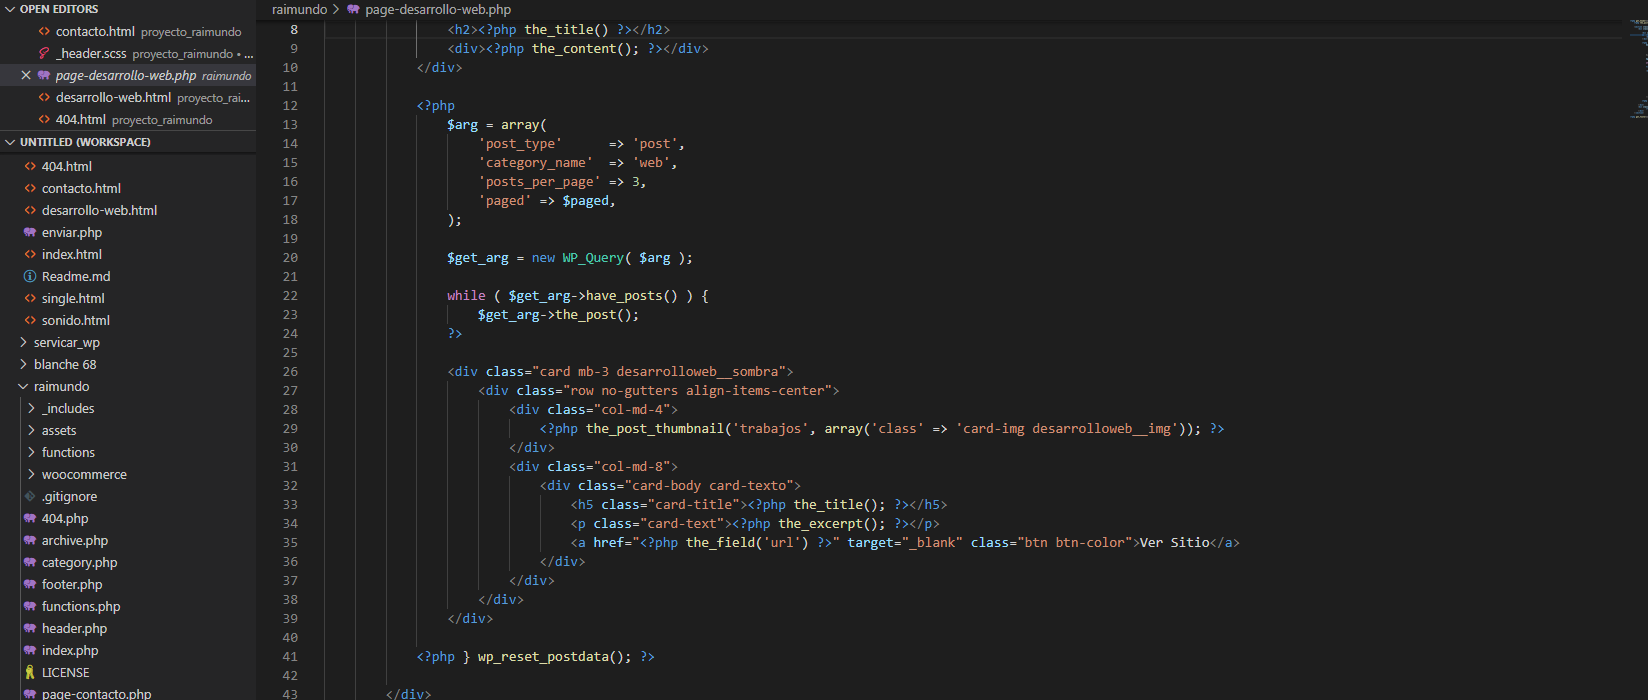 OPEN EDITORS
contacto.html proyecto_raimundo
_header.scss proyecto_raimundo • ...
page-desarrollo-web.php raimundo
desarrollo-web.html proyecto_rai...
404.html proyecto_raimundo
UNTITLED (WORKSPACE)
404.html
contacto.html
desarrollo-web.html
enviar.php
index.html
Readme.md
single.html
sonido.html
servicar_wp
blanche 68
raimundo
_includes
assets
functions
woocommerce
.gitignore
404.php
archive.php
category.php
footer.php
functions.php
header.php
index.php
LICENSE
page-contacto.php
raimundo > page-desarrollo-web.php
8 <h2><?php the_title() ?></h2>
9 <div><?php the_content(); ?></div>
10 </div>
11
12 <?php
13 $arg = array(
14 'post_type' => 'post',
15 'category_name' => 'web',
16 'posts_per_page' => 3,
17 'paged' => $paged,
18 );
19
20 $get_arg = new WP_Query( $arg );
21
22 while ( $get_arg->have_posts() ) {
23 $get_arg->the_post();
24 ?>
25
26 <div class="card mb-3 desarrolloweb__sombra">
27 <div class="row no-gutters align-items-center">
28 <div class="col-md-4">
29 <?php the_post_thumbnail('trabajos', array('class' => 'card-img desarrolloweb__img')); ?>
30 </div>
31 <div class="col-md-8">
32 <div class="card-body card-texto">
33 <h5 class="card-title"><?php the_title(); ?></h5>
34 <p class="card-text"><?php the_excerpt(); ?></p>
35 <a href="<?php the_field('url') ?>" target="_blank" class="btn btn-color">Ver Sitio</a>
36 </div>
37 </div>
38 </div>
39 </div>
40
41 <?php } wp_reset_postdata(); ?>
42
43 </div>